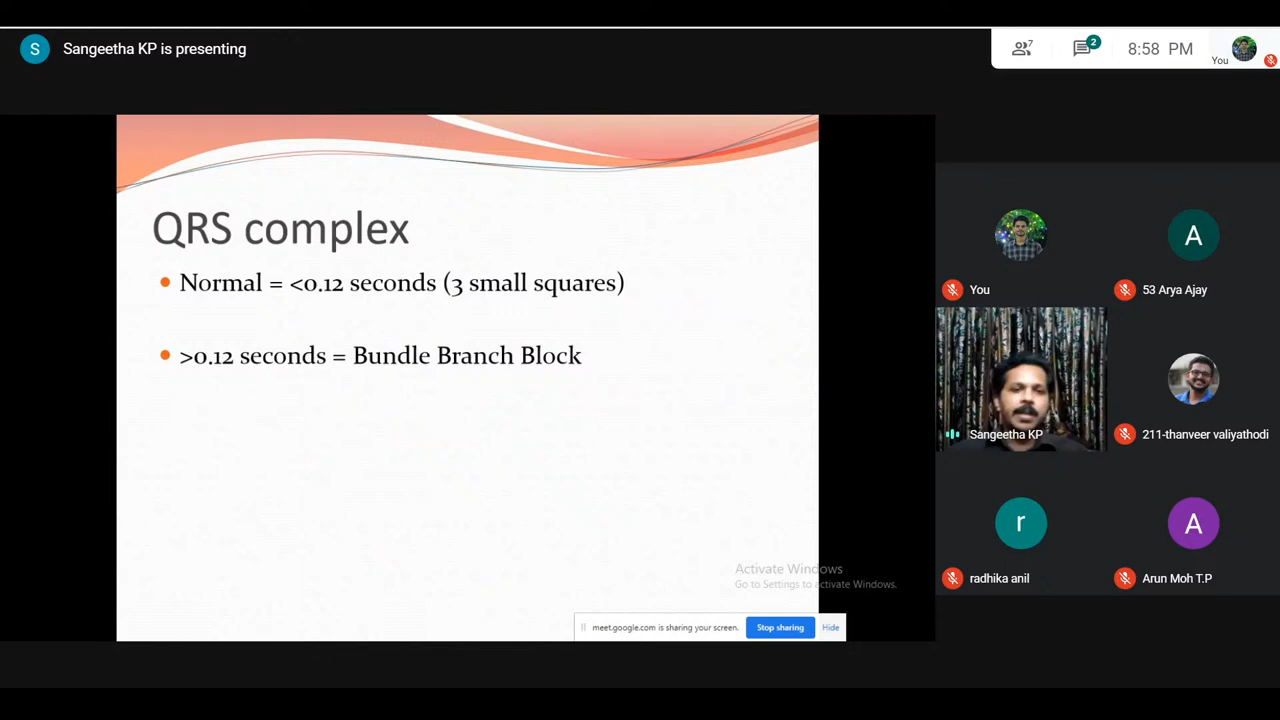 S
Sangeetha KP is presenting
7
2
8:58 PM
You
QRS complex
Normal = <0.12 seconds (3 small squares)
>0.12 seconds = Bundle Branch Block
Activate Windows
Go to Settings to activate Windows.
meet.google.com is sharing your screen.
Stop sharing
Hide
You
A
53 Arya Ajay
Sangeetha KP
211-thanveer valiyathodi
r
radhika anil
A
Arun Moh T.P